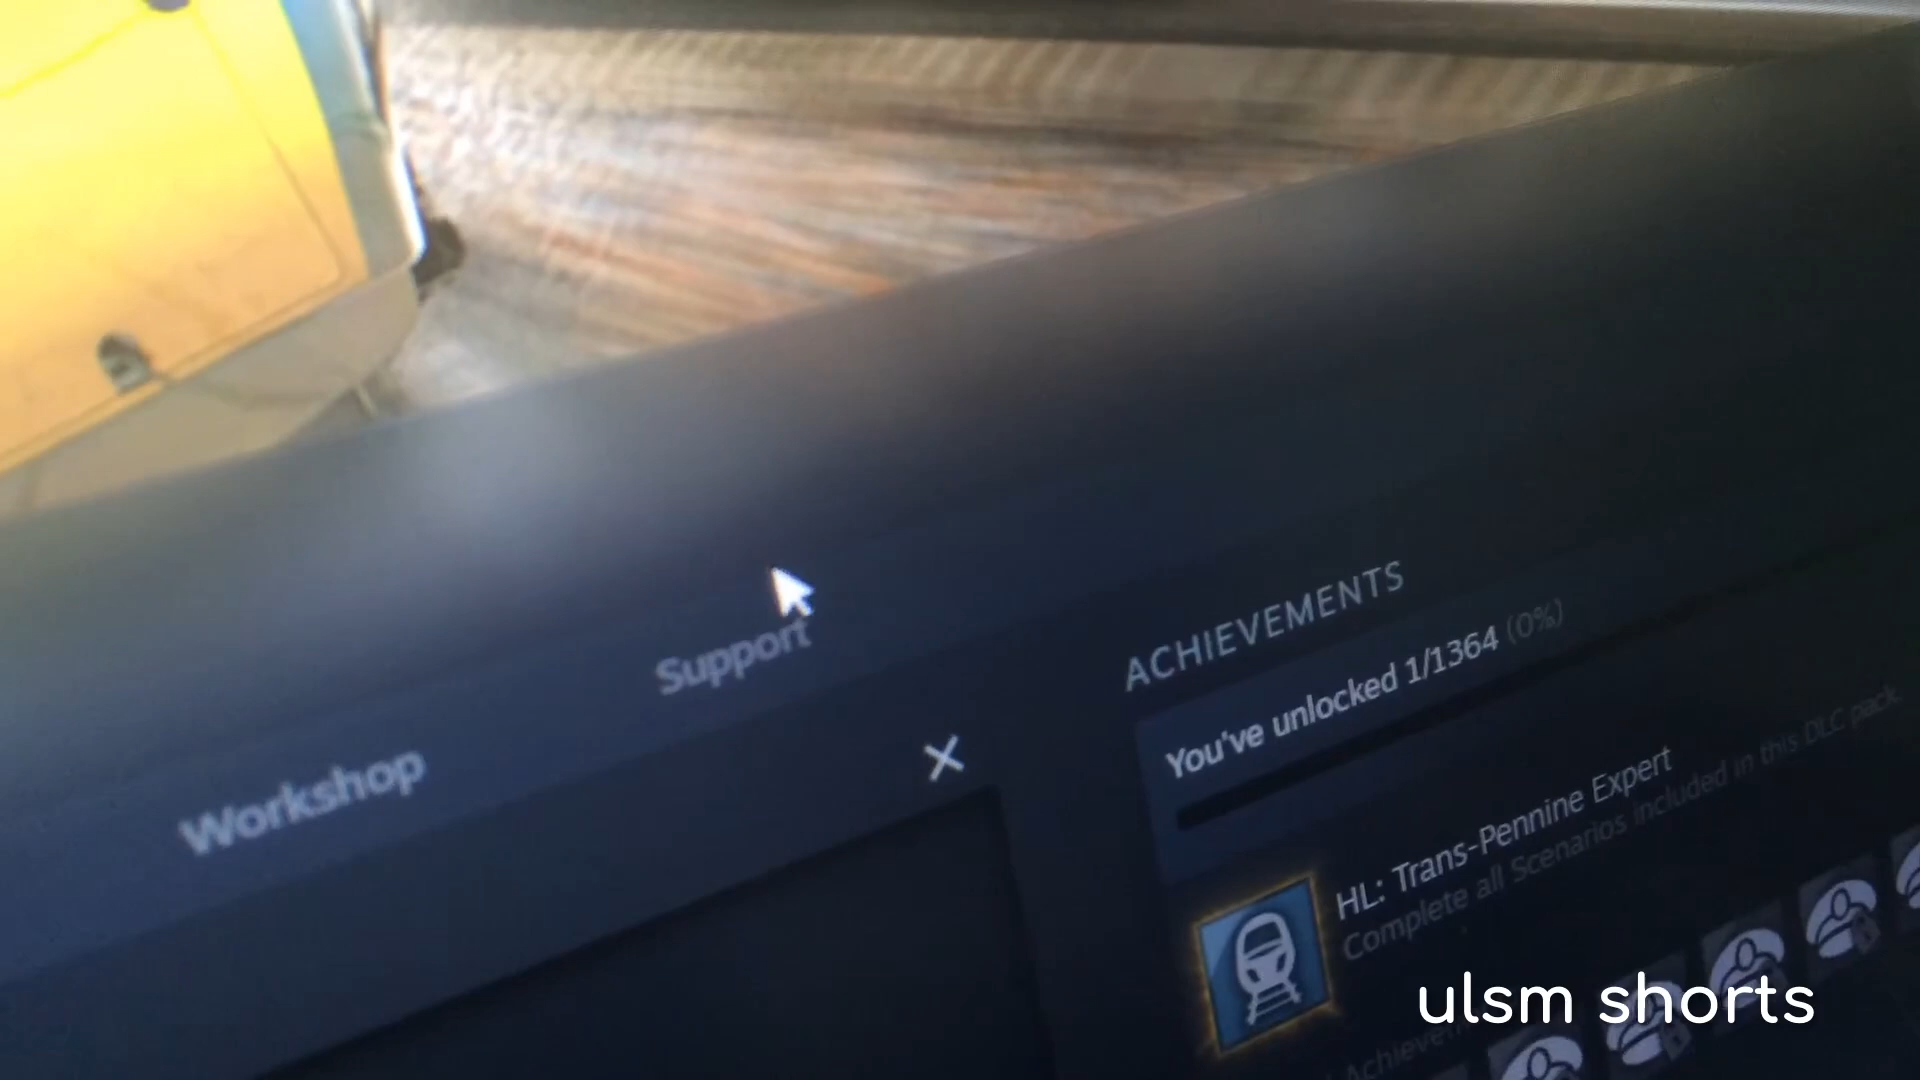 Workshop
Support
ACHIEVEMENTS
You've unlocked 1/1364 (0%)
HL: Trans-Pennine Expert
Complete all Scenarios included in this DLC pack.
ulsm shorts